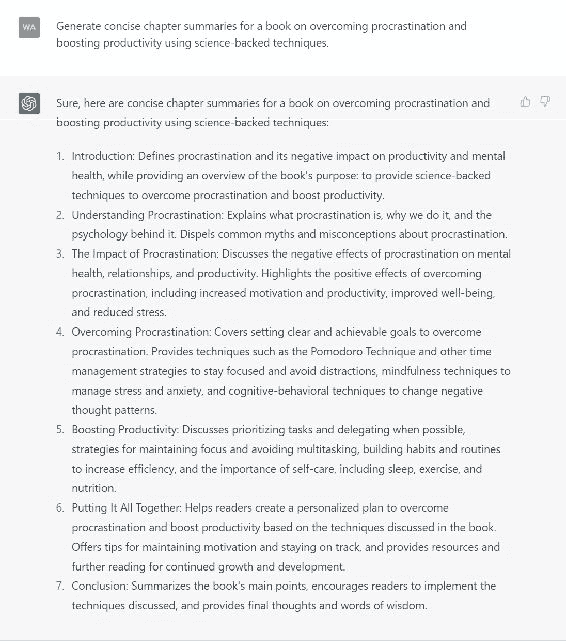 WA
Generate concise chapter summaries for a book on overcoming procrastination and
boosting productivity using science-backed techniques.
Sure, here are concise chapter summaries for a book on overcoming procrastination and
boosting productivity using science-backed techniques:
1. Introduction: Defines procrastination and its negative impact on productivity and mental
health, while providing an overview of the book's purpose: to provide science-backed
techniques to overcome procrastination and boost productivity.
2. Understanding Procrastination: Explains what procrastination is, why we do it, and the
psychology behind it. Dispels common myths and misconceptions about procrastination.
3. The Impact of Procrastination: Discusses the negative effects of procrastination on mental
health, relationships, and productivity. Highlights the positive effects of overcoming
procrastination, including increased motivation and productivity, improved well-being,
and reduced stress.
4. Overcoming Procrastination: Covers setting clear and achievable goals to overcome
procrastination. Provides techniques such as the Pomodoro Technique and other time
management strategies to stay focused and avoid distractions, mindfulness techniques to
manage stress and anxiety, and cognitive-behavioral techniques to change negative
thought patterns.
5. Boosting Productivity: Discusses prioritizing tasks and delegating when possible,
strategies for maintaining focus and avoiding multitasking, building habits and routines
to increase efficiency, and the importance of self-care, including sleep, exercise, and
nutrition.
6. Putting It All Together: Helps readers create a personalized plan to overcome
procrastination and boost productivity based on the techniques discussed in the book.
Offers tips for maintaining motivation and staying on track, and provides resources and
further reading for continued growth and development.
7. Conclusion: Summarizes the book's main points, encourages readers to implement the
techniques discussed, and provides final thoughts and words of wisdom.